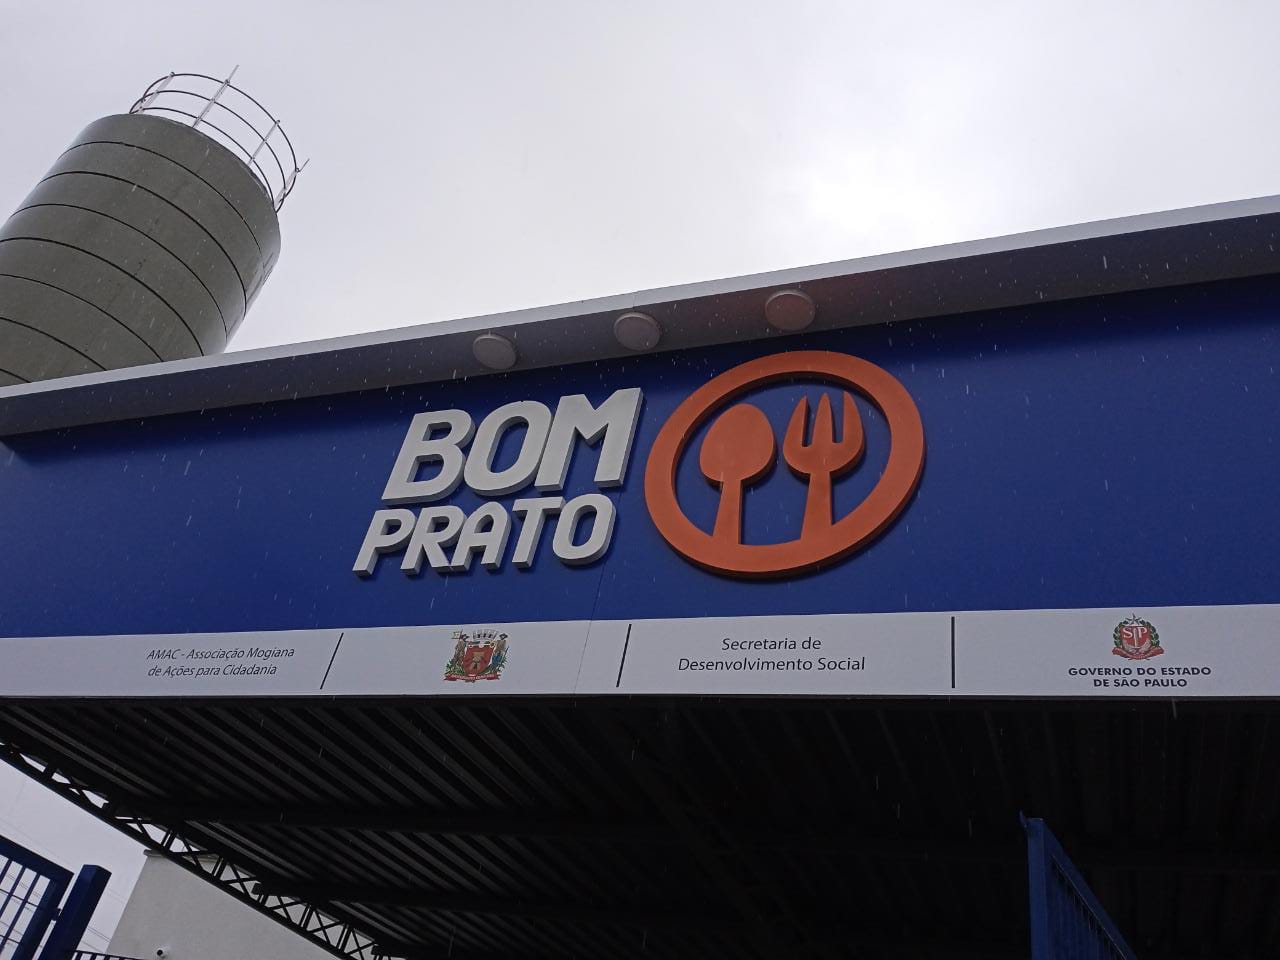 BOM
PRATO
AMAC - Associação Mogiana
de Ações para Cidadania
Secretaria de
Desenvolvimento Social
SP
GOVERNO DO ESTADO
DE SÃO PAULO